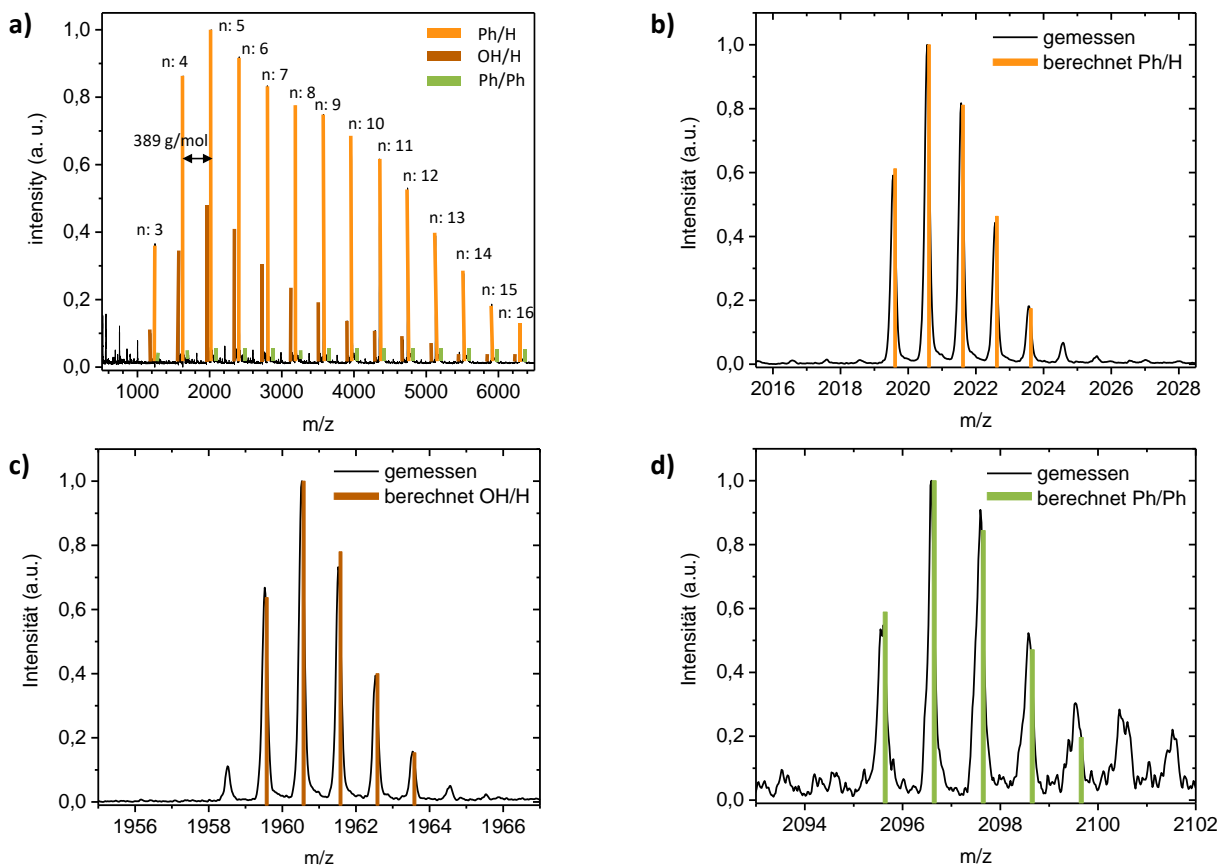 a)
n: 5
n: 4
n: 6
n: 7
n: 8
n: 9
n: 10
n: 11
n: 12
n: 13
n: 14
n: 15
n: 16
n: 3
389 g/mol
Ph/H
OH/H
Ph/Ph
1,0
0,8
0,6
0,4
0,2
0,0
intensity (a. u.)
1000 2000 3000 4000 5000 6000
m/z
b)
gemessen
berechnet Ph/H
1,0
0,8
0,6
0,4
0,2
0,0
Intensität (a.u.)
2016 2018 2020 2022 2024 2026 2028
m/z
c)
gemessen
berechnet OH/H
1,0
0,8
0,6
0,4
0,2
0,0
Intensität (a.u.)
1956 1958 1960 1962 1964 1966
m/z
d)
gemessen
berechnet Ph/Ph
1,0
0,8
0,6
0,4
0,2
0,0
Intensität (a.u.)
2094 2096 2098 2100 2102
m/z